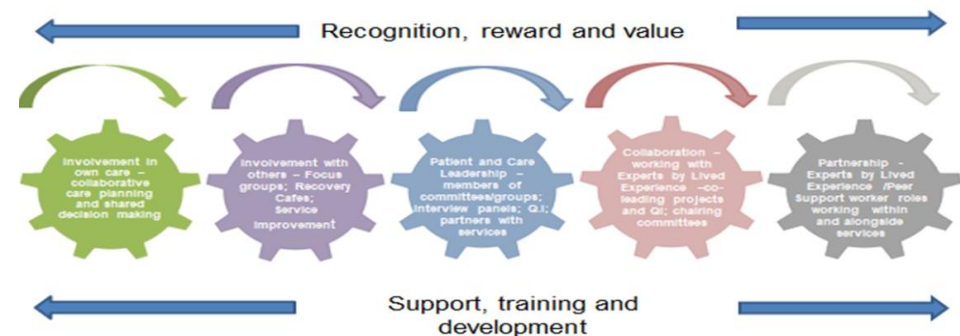 Recognition, reward and value
Involvement in
own care –
collaborative
care planning
and shared
decision making
Involvement with
others – Focus
groups; Recovery
Cafes;
Service
Improvement
Patient and Care
Leadership –
members of
committees/groups;
Interview panels; Q.I;
partners with
services
Collaboration –
working with
Experts by Lived
Experience –co-
leading projects
and QI; chairing
committees
Partnership -
Experts by Lived
Experience /Peer
Support worker roles
working within
and alongside
services
Support, training and
development